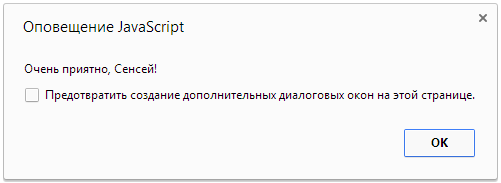 Оповещение JavaScript
Очень приятно, Сенсей!
Предотвратить создание дополнительных диалоговых окон на этой странице.
OK